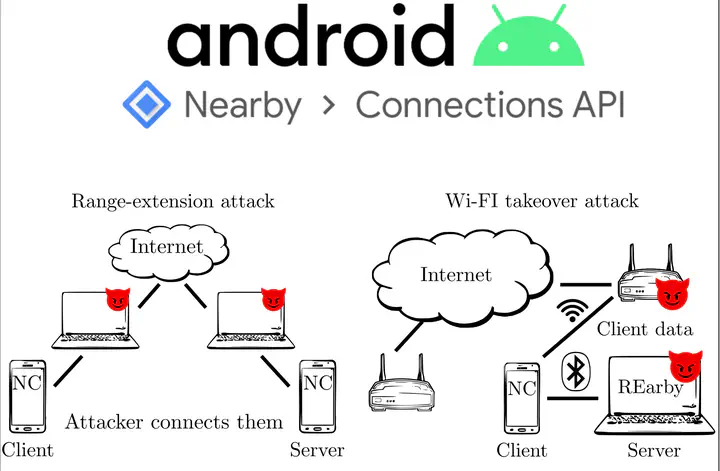 android
Nearby > Connections API
Range-extension attack
Internet
NC
NC
Attacker connects them
Client
Server
Wi-FI takeover attack
Internet
Client data
NC
REarby
Client
Server